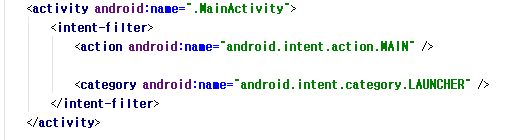 <activity android:name=".MainActivity">
<intent-filter>
<action android:name="android.intent.action.MAIN" />
<category android:name="android.intent.category.LAUNCHER" />
</intent-filter>
</activity>